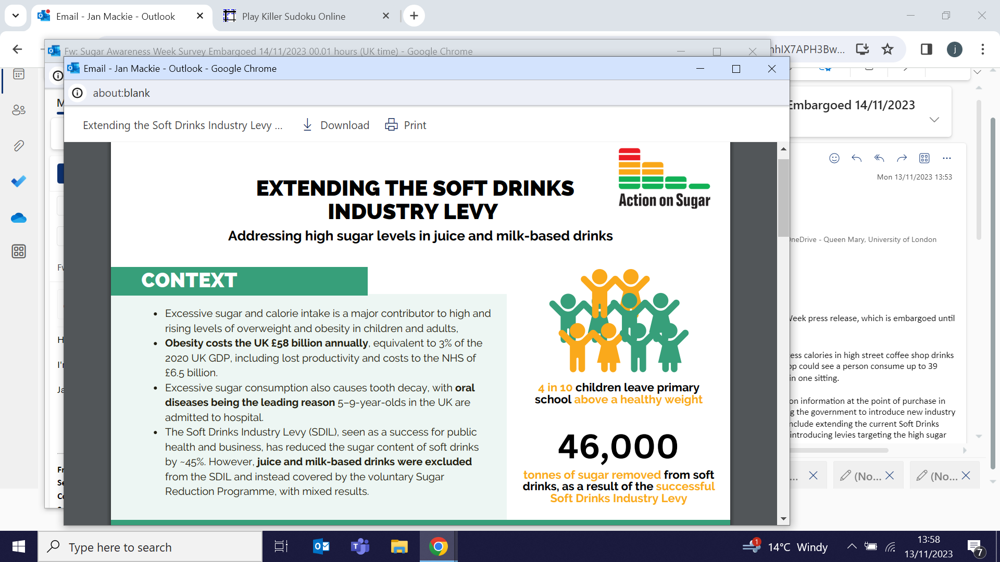 Email - Jan Mackie - Outlook
Play Killer Sudoku Online
Fw: Sugar Awareness Week Survey Embargoed 14/11/2023 00.01 hours (UK time) - Google Chrome
nhIX7APH3Bw...
j
Email - Jan Mackie - Outlook - Google Chrome
about:blank
Extending the Soft Drinks Industry Levy ...
Download
Print
Embargoed 14/11/2023
Mon 13/11/2023 13:53
OneDrive - Queen Mary, University of London
Week press release, which is embargoed until
ess calories in high street coffee shop drinks
op could see a person consume up to 39
in one sitting.
on information at the point of purchase in
g the government to introduce new industry
nclude extending the current Soft Drinks
introducing levies targeting the high sugar
... (No... (No...
M
Fw
H
I'r
Ja
Fr
Se
Cc
Action on Sugar
EXTENDING THE SOFT DRINKS
INDUSTRY LEVY
Addressing high sugar levels in juice and milk-based drinks
CONTEXT
• Excessive sugar and calorie intake is a major contributor to high and
rising levels of overweight and obesity in children and adults,
• Obesity costs the UK £58 billion annually, equivalent to 3% of the
2020 UK GDP, including lost productivity and costs to the NHS of
£6.5 billion.
• Excessive sugar consumption also causes tooth decay, with oral
diseases being the leading reason 5–9-year-olds in the UK are
admitted to hospital.
• The Soft Drinks Industry Levy (SDIL), seen as a success for public
health and business, has reduced the sugar content of soft drinks
by ~45%. However, juice and milk-based drinks were excluded
from the SDIL and instead covered by the voluntary Sugar
Reduction Programme, with mixed results.
4 in 10 children leave primary
school above a healthy weight
46,000
tonnes of sugar removed from soft
drinks, as a result of the successful
Soft Drinks Industry Levy
Type here to search
1
14°C Windy
13:58
13/11/2023
7